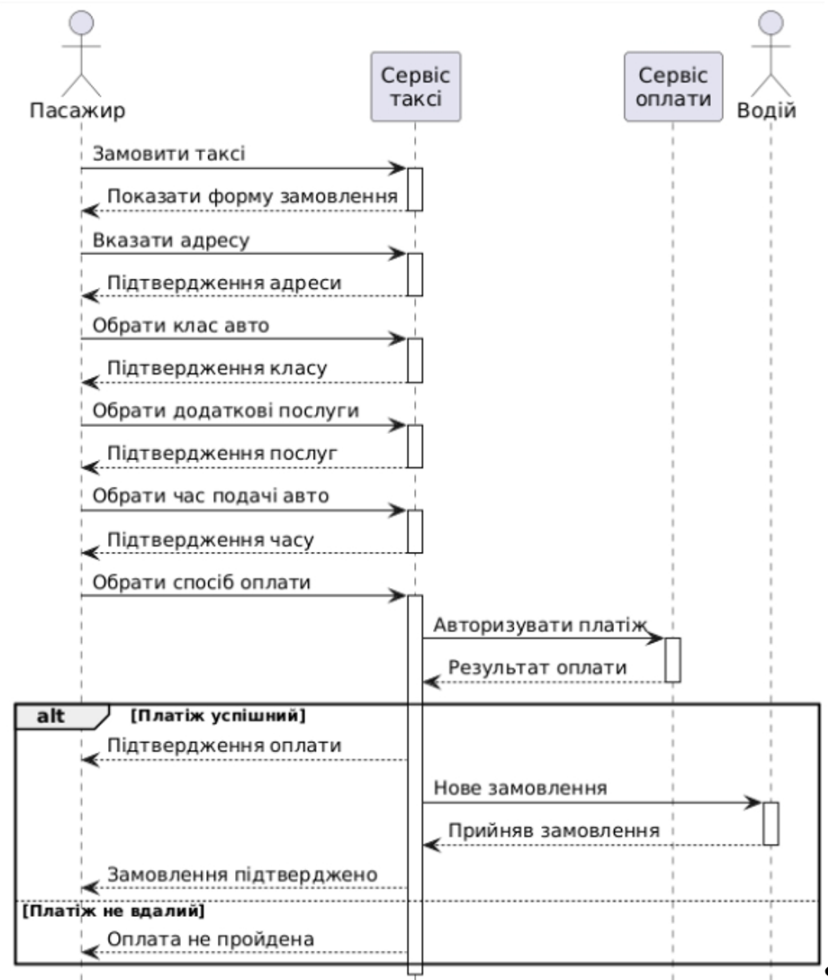 Пасажир
Сервіс
таксі
Сервіс
оплати
Водій
Замовити таксі
Показати форму замовлення
Вказати адресу
Підтвердження адреси
Обрати клас авто
Підтвердження класу
Обрати додаткові послуги
Підтвердження послуг
Обрати час подачі авто
Підтвердження часу
Обрати спосіб оплати
Авторизувати платіж
Результат оплати
alt [Платіж успішний]
Підтвердження оплати
Нове замовлення
Прийняв замовлення
Замовлення підтверджено
[Платіж не вдалий]
Оплата не пройдена